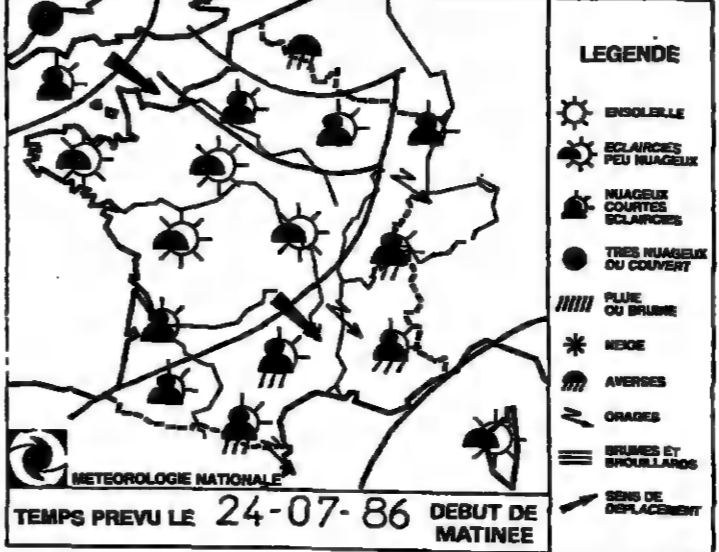 LEGENDE
ENSOLEILLE
ECLAIRCIES
PEU NUAGEUX
NUAGEUX
COURTES
ECLAIRCIES
TRES NUAGEUX
OU COUVERT
PLUIE
OU BRUINE
NEIGE
AVERSES
ORAGES
BRUMES ET
BROUILLARDS
SENS DE
DEPLACEMENT
METEOROLOGIE NATIONALE
TEMPS PREVU LE 24-07-86 DEBUT DE
MATINEE